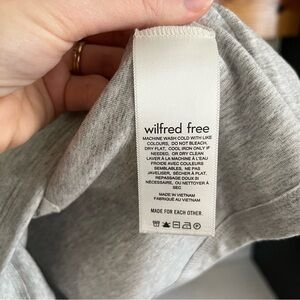 wilfred free
MACHINE WASH COLD WITH LIKE
COLOURS, DO NOT BLEACH,
DRY FLAT, COOL IRON ONLY IF
NEEDED, OR DRY CLEAN
LAVER À LA MACHINE À L'EAU
FROIDE AVEC COULEURS
SEMBLABLES, NE PAS
JAVELISER, SÉCHER À PLAT,
REPASSAGE DOUX SI
NÉCESSAIRE, OU NETTOYER À
SEC
MADE IN VIETNAM
FABRIQUÉ AU VIETNAM
MADE FOR EACH OTHER.